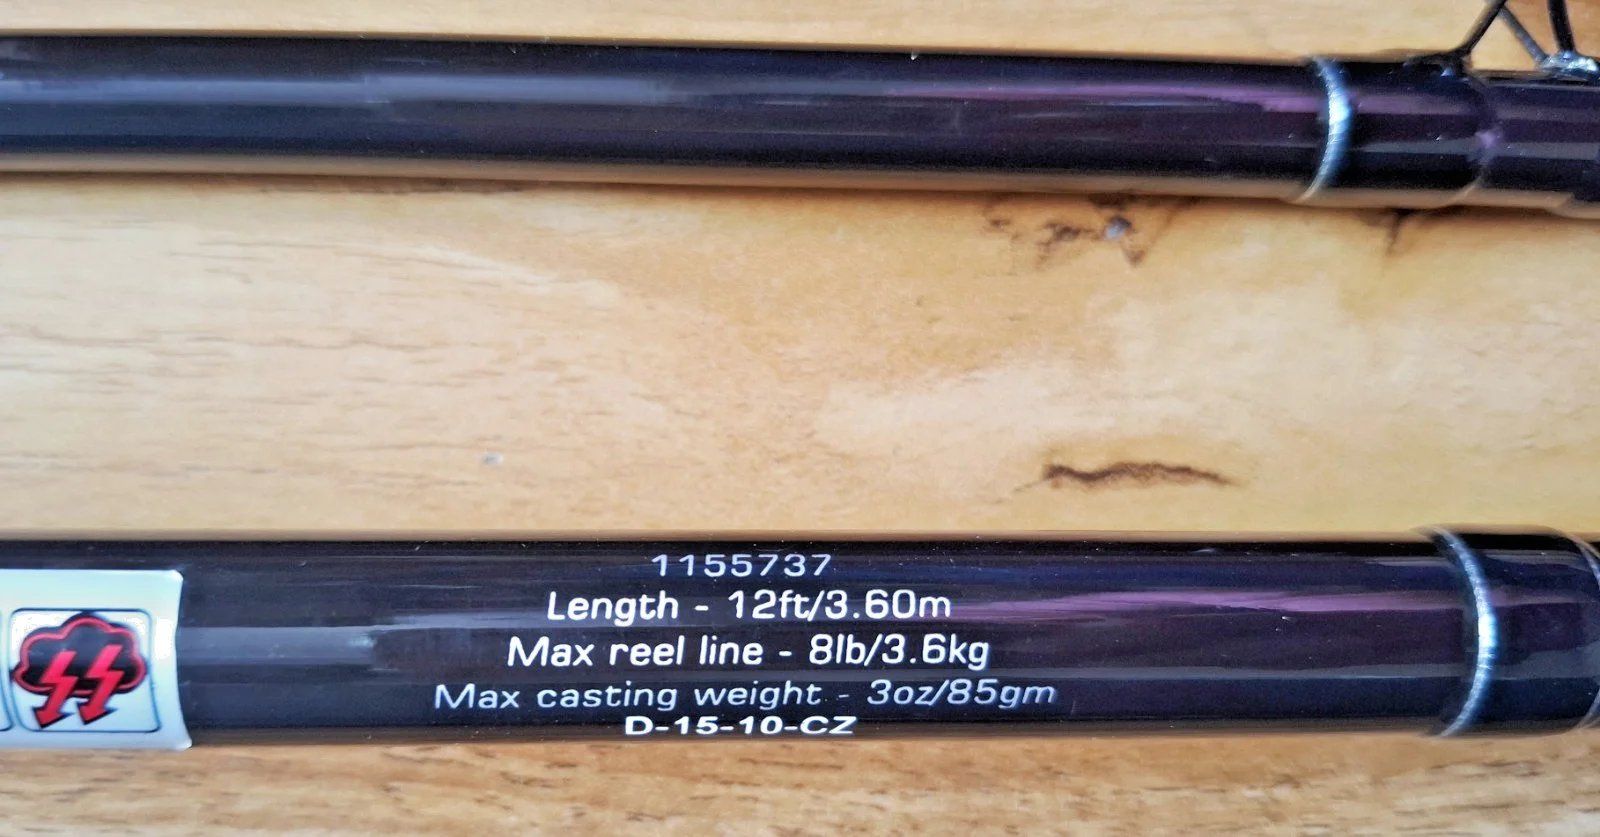 1155737
Length - 12ft/3.60m
Max reel line - 8lb/3.6kg
Max casting weight - 3oz/85gm
D-15-10-CZ